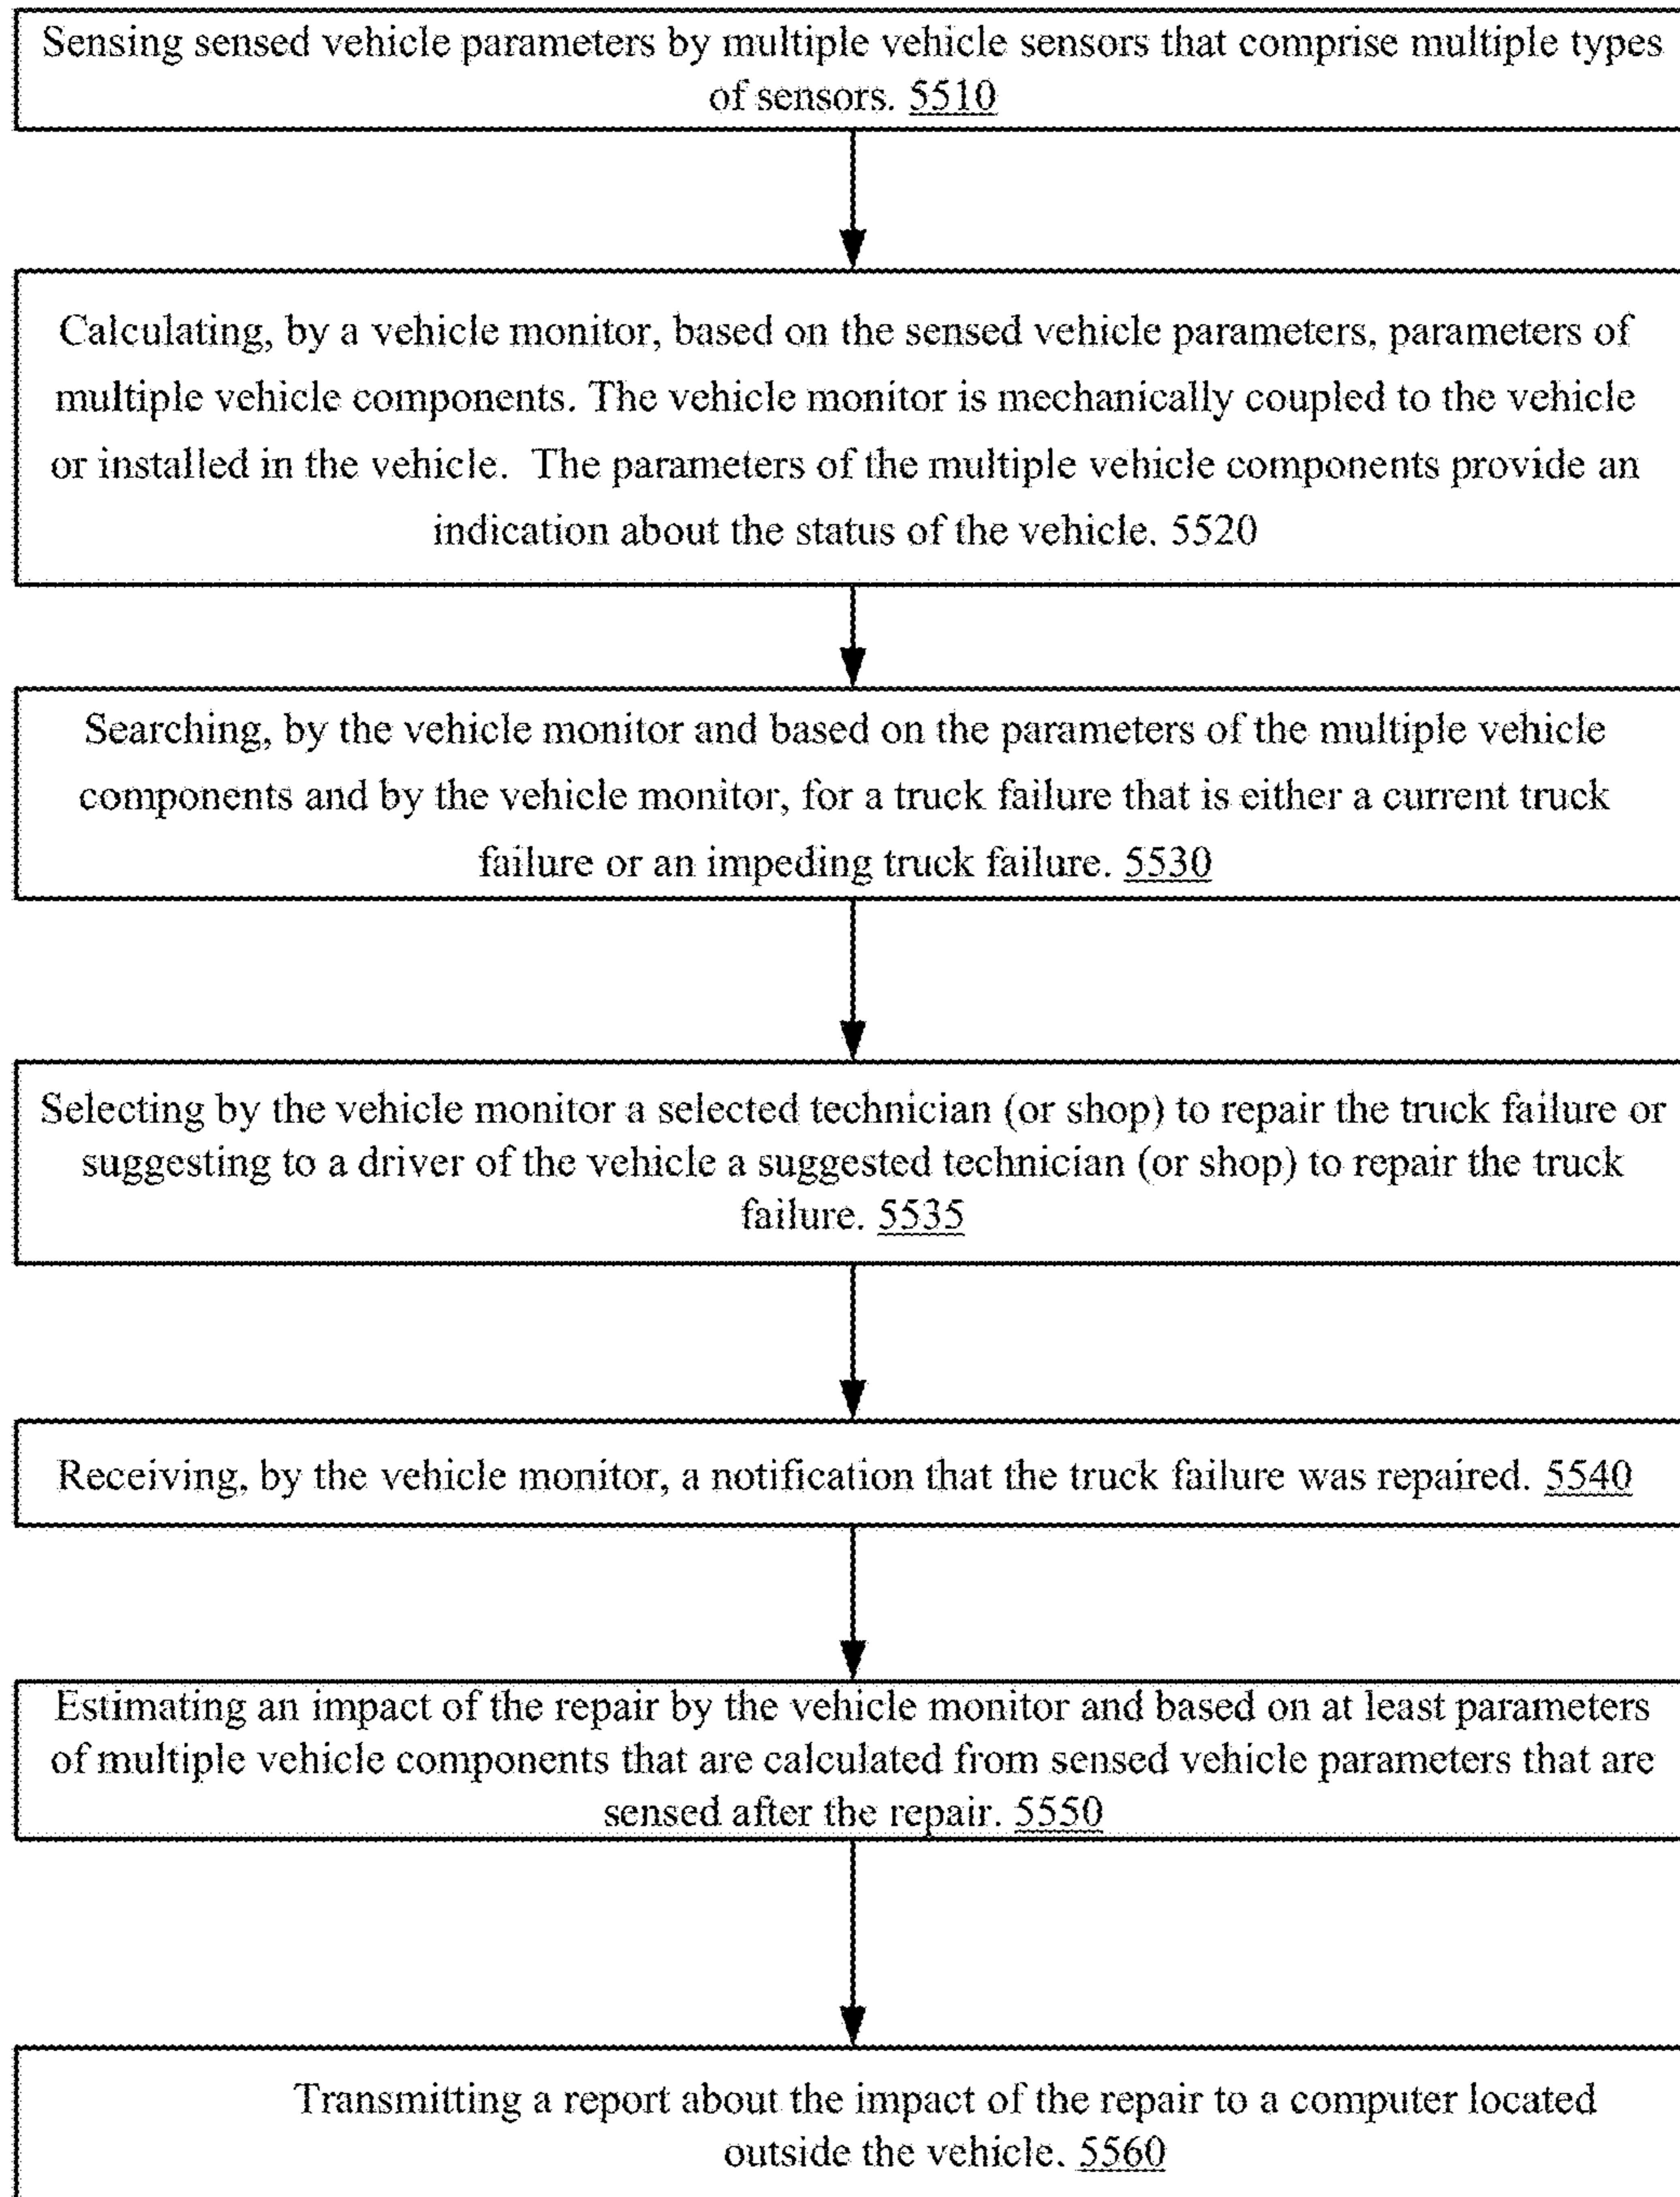 Sensing sensed vehicle parameters by multiple vehicle sensors that comprise multiple types
of sensors. 5510
Calculating, by a vehicle monitor, based on the sensed vehicle parameters, parameters of
multiple vehicle components. The vehicle monitor is mechanically coupled to the vehicle
or installed in the vehicle. The parameters of the multiple vehicle components provide an
indication about the status of the vehicle. 5520
Searching, by the vehicle monitor and based on the parameters of the multiple vehicle
components and by the vehicle monitor, for a truck failure that is either a current truck
failure or an impeding truck failure. 5530
Selecting by the vehicle monitor a selected technician (or shop) to repair the truck failure or
suggesting to a driver of the vehicle a suggested technician (or shop) to repair the truck
failure. 5535
Receiving, by the vehicle monitor, a notification that the truck failure was repaired. 5540
Estimating an impact of the repair by the vehicle monitor and based on at least parameters
of multiple vehicle components that are calculated from sensed vehicle parameters that are
sensed after the repair. 5550
Transmitting a report about the impact of the repair to a computer located
outside the vehicle. 5560